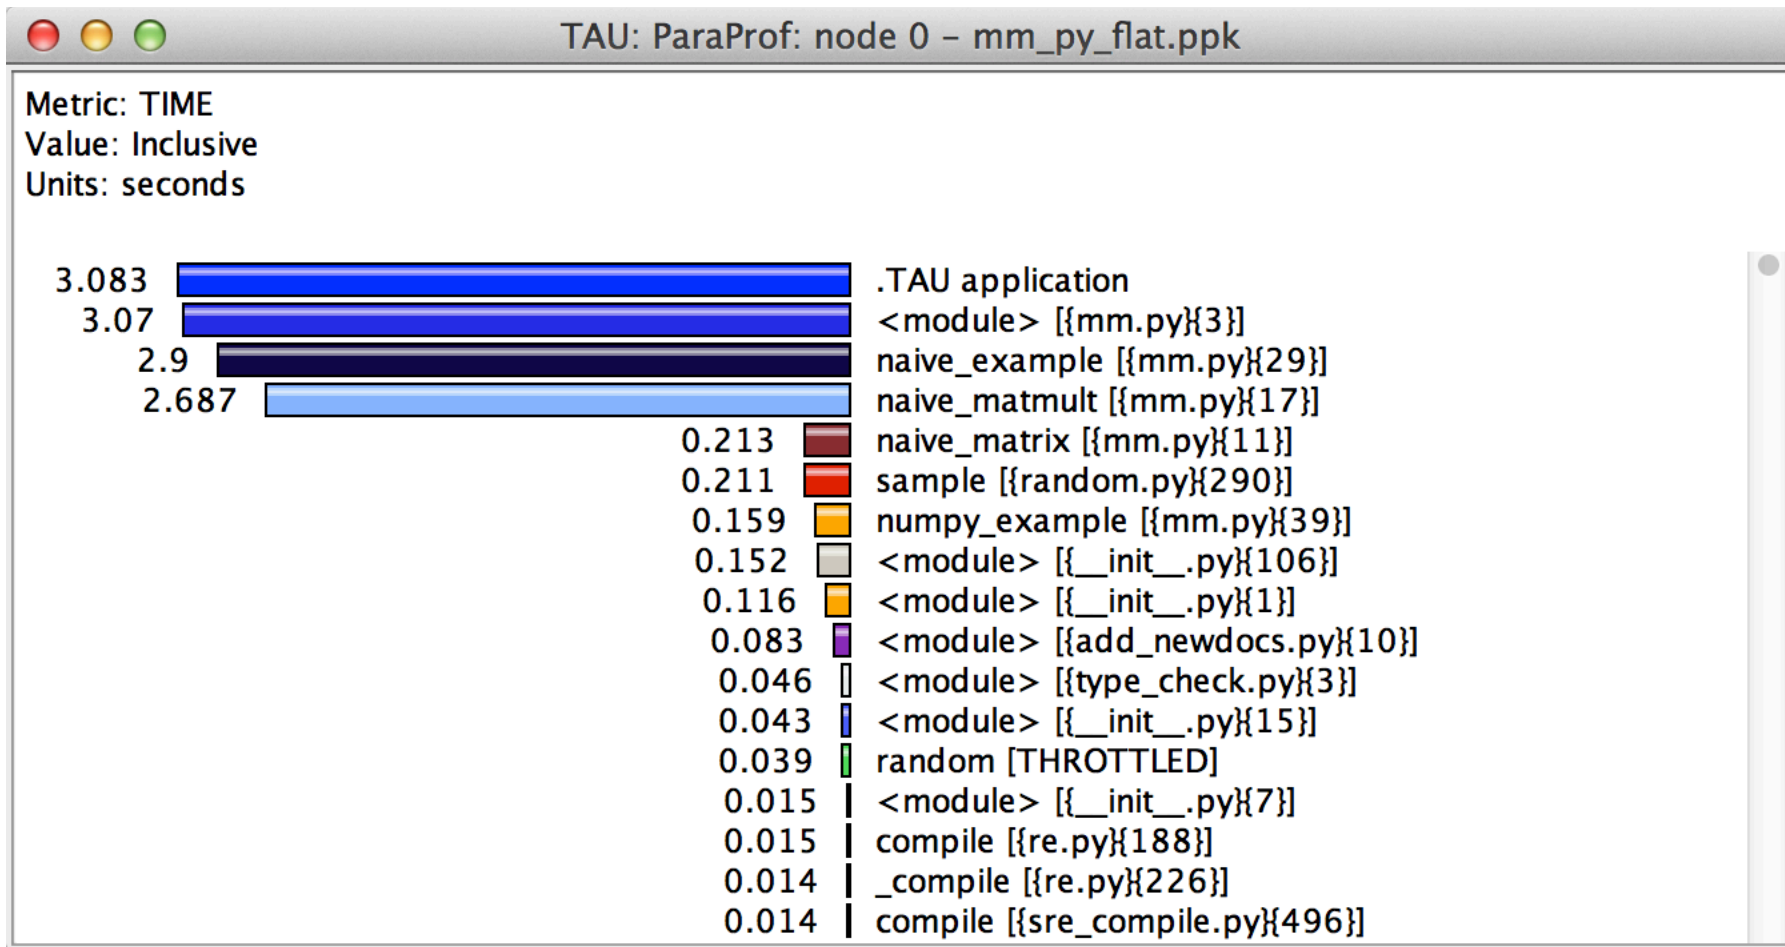 TAU: ParaProf: node 0 – mm_py_flat.ppk
Metric: TIME
Value: Inclusive
Units: seconds
3.083 .TAU application
3.07 <module> [{mm.py}{3}]
2.9 naive_example [{mm.py}{29}]
2.687 naive_matmult [{mm.py}{17}]
0.213 naive_matrix [{mm.py}{11}]
0.211 sample [{random.py}{290}]
0.159 numpy_example [{mm.py}{39}]
0.152 <module> [{__init__.py}{106}]
0.116 <module> [{__init__.py}{1}]
0.083 <module> [{add_newdocs.py}{10}]
0.046 <module> [{type_check.py}{3}]
0.043 <module> [{__init__.py}{15}]
0.039 random [THROTTLED]
0.015 <module> [{__init__.py}{7}]
0.015 compile [{re.py}{188}]
0.014 _compile [{re.py}{226}]
0.014 compile [{sre_compile.py}{496}]